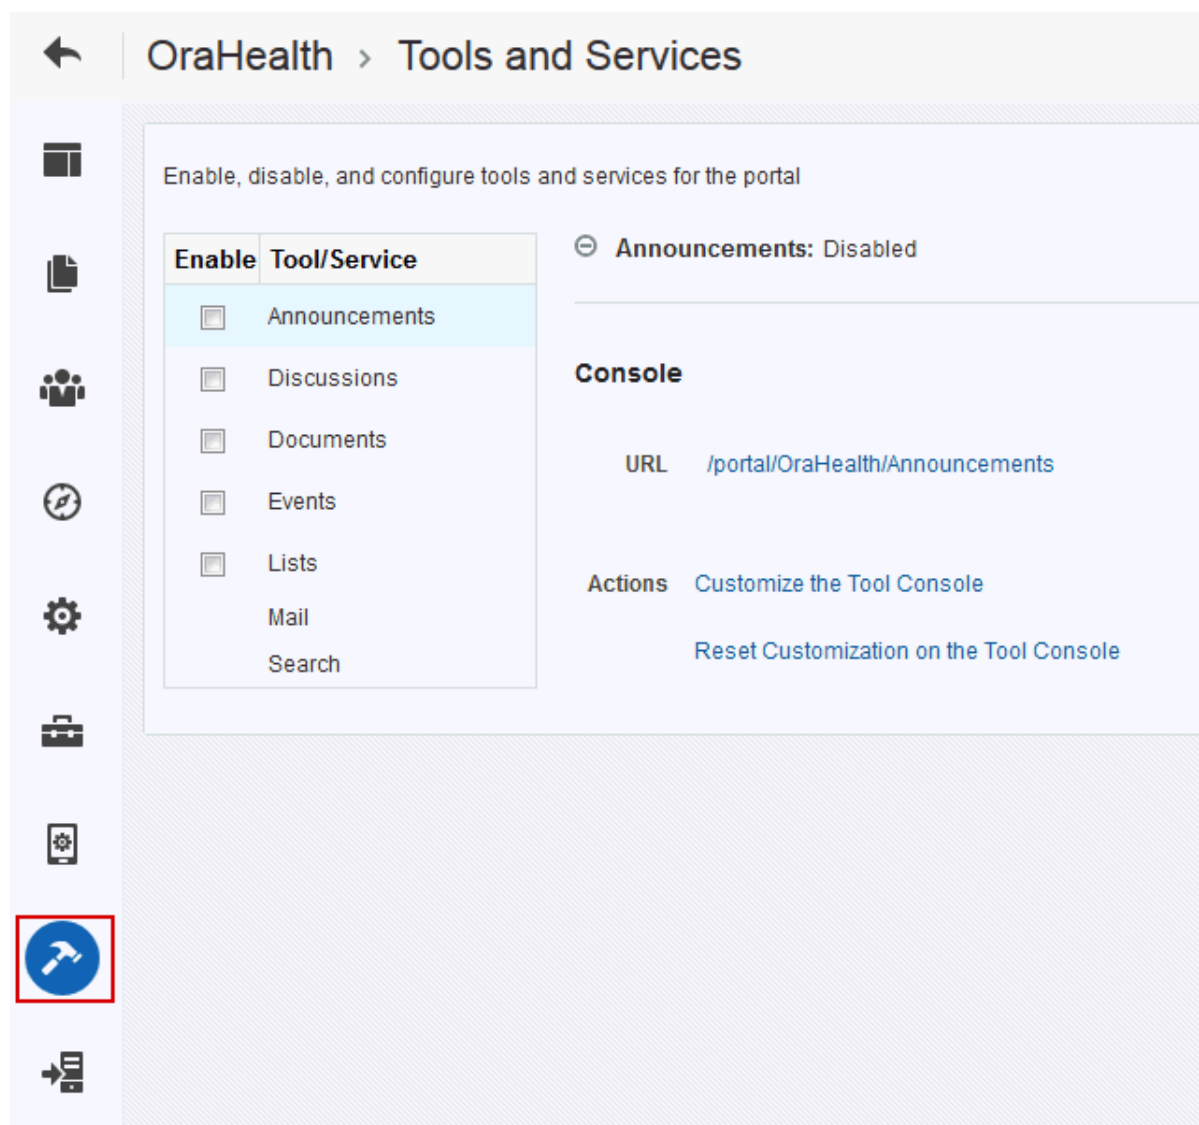 OraHealth > Tools and Services
Enable, disable, and configure tools and services for the portal
Enable Tool/Service
Announcements
Discussions
Documents
Events
Lists
Mail
Search
Announcements: Disabled
Console
URL /portal/OraHealth/Announcements
Actions Customize the Tool Console
Reset Customization on the Tool Console